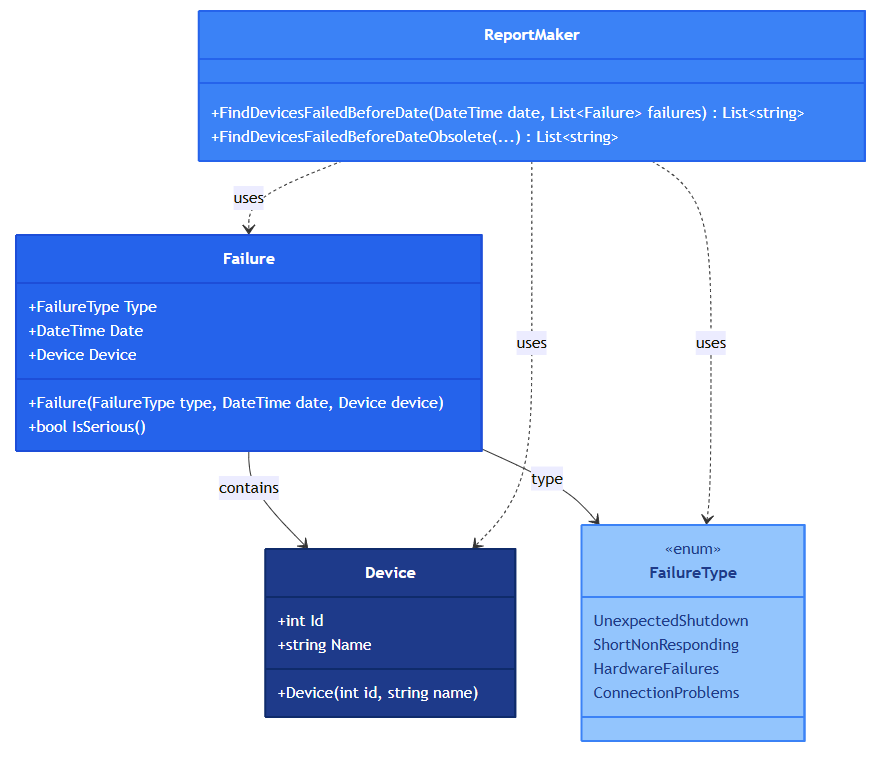 ReportMaker
+FindDevicesFailedBeforeDate(DateTime date, List<Failure> failures) : List<string>
+FindDevicesFailedBeforeDateObsolete(...) : List<string>
uses
Failure
+FailureType Type
+DateTime Date
+Device Device
+Failure(FailureType type, DateTime date, Device device)
+bool IsSerious()
uses
uses
contains
type
Device
+int Id
+string Name
+Device(int id, string name)
«enum»
FailureType
UnexpectedShutdown
ShortNonResponding
HardwareFailures
ConnectionProblems